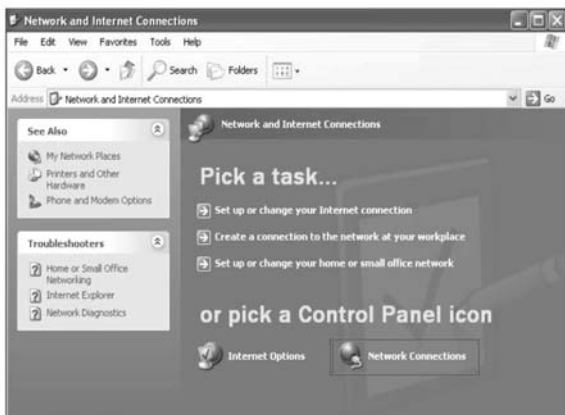 Network and Internet Connections
File Edit View Favorites Tools Help
Back Search Folders
Address Network and Internet Connections Go
See Also
My Network Places
Printers and Other
Hardware
Phone and Modem Options
Troubleshooters
Home or Small Office
Networking
Internet Explorer
Network Diagnostics
Network and Internet Connections
Pick a task...
Set up or change your Internet connection
Create a connection to the network at your workplace
Set up or change your home or small office network
or pick a Control Panel icon
Internet Options Network Connections